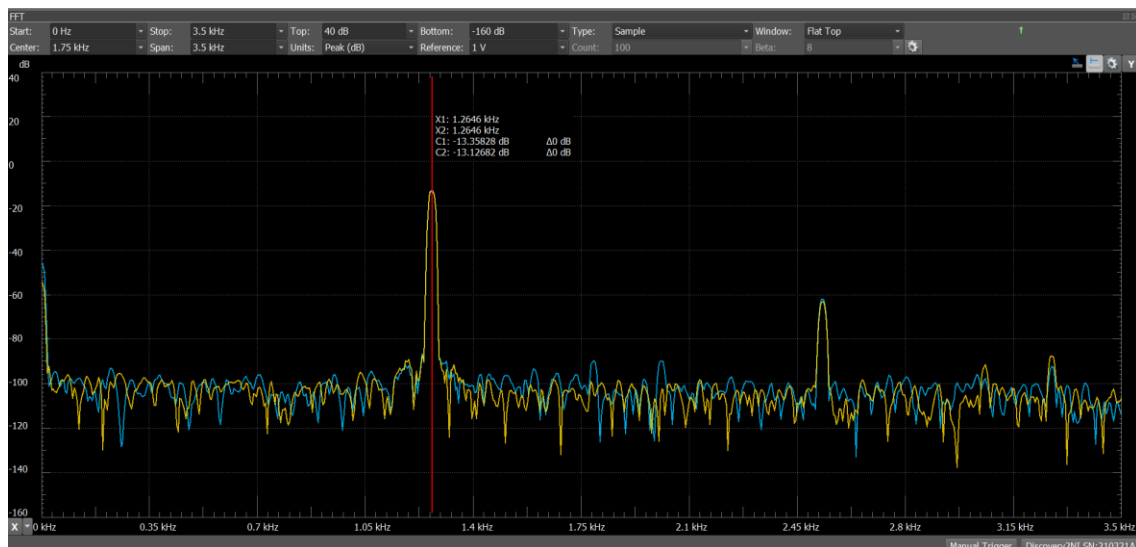 FFT
Start: 0 Hz Stop: 3.5 kHz Top: 40 dB Bottom: -160 dB Type: Sample Window: Flat Top
Center: 1.75 kHz Span: 3.5 kHz Units: Peak (dB) Reference: 1 V Count: 100 Beta: 8
dB Y
40
X1: 1.2646 kHz
20
X2: 1.2646 kHz
C1: -13.35828 dB Δ0 dB
C2: -13.12682 dB Δ0 dB
0
-20
-40
-60
-80
-100
-120
-140
-160
X 0 kHz 0.35 kHz 0.7 kHz 1.05 kHz 1.4 kHz 1.75 kHz 2.1 kHz 2.45 kHz 2.8 kHz 3.15 kHz 3.5 kHz
Manual Trigger Discovery2NI SN:210321A